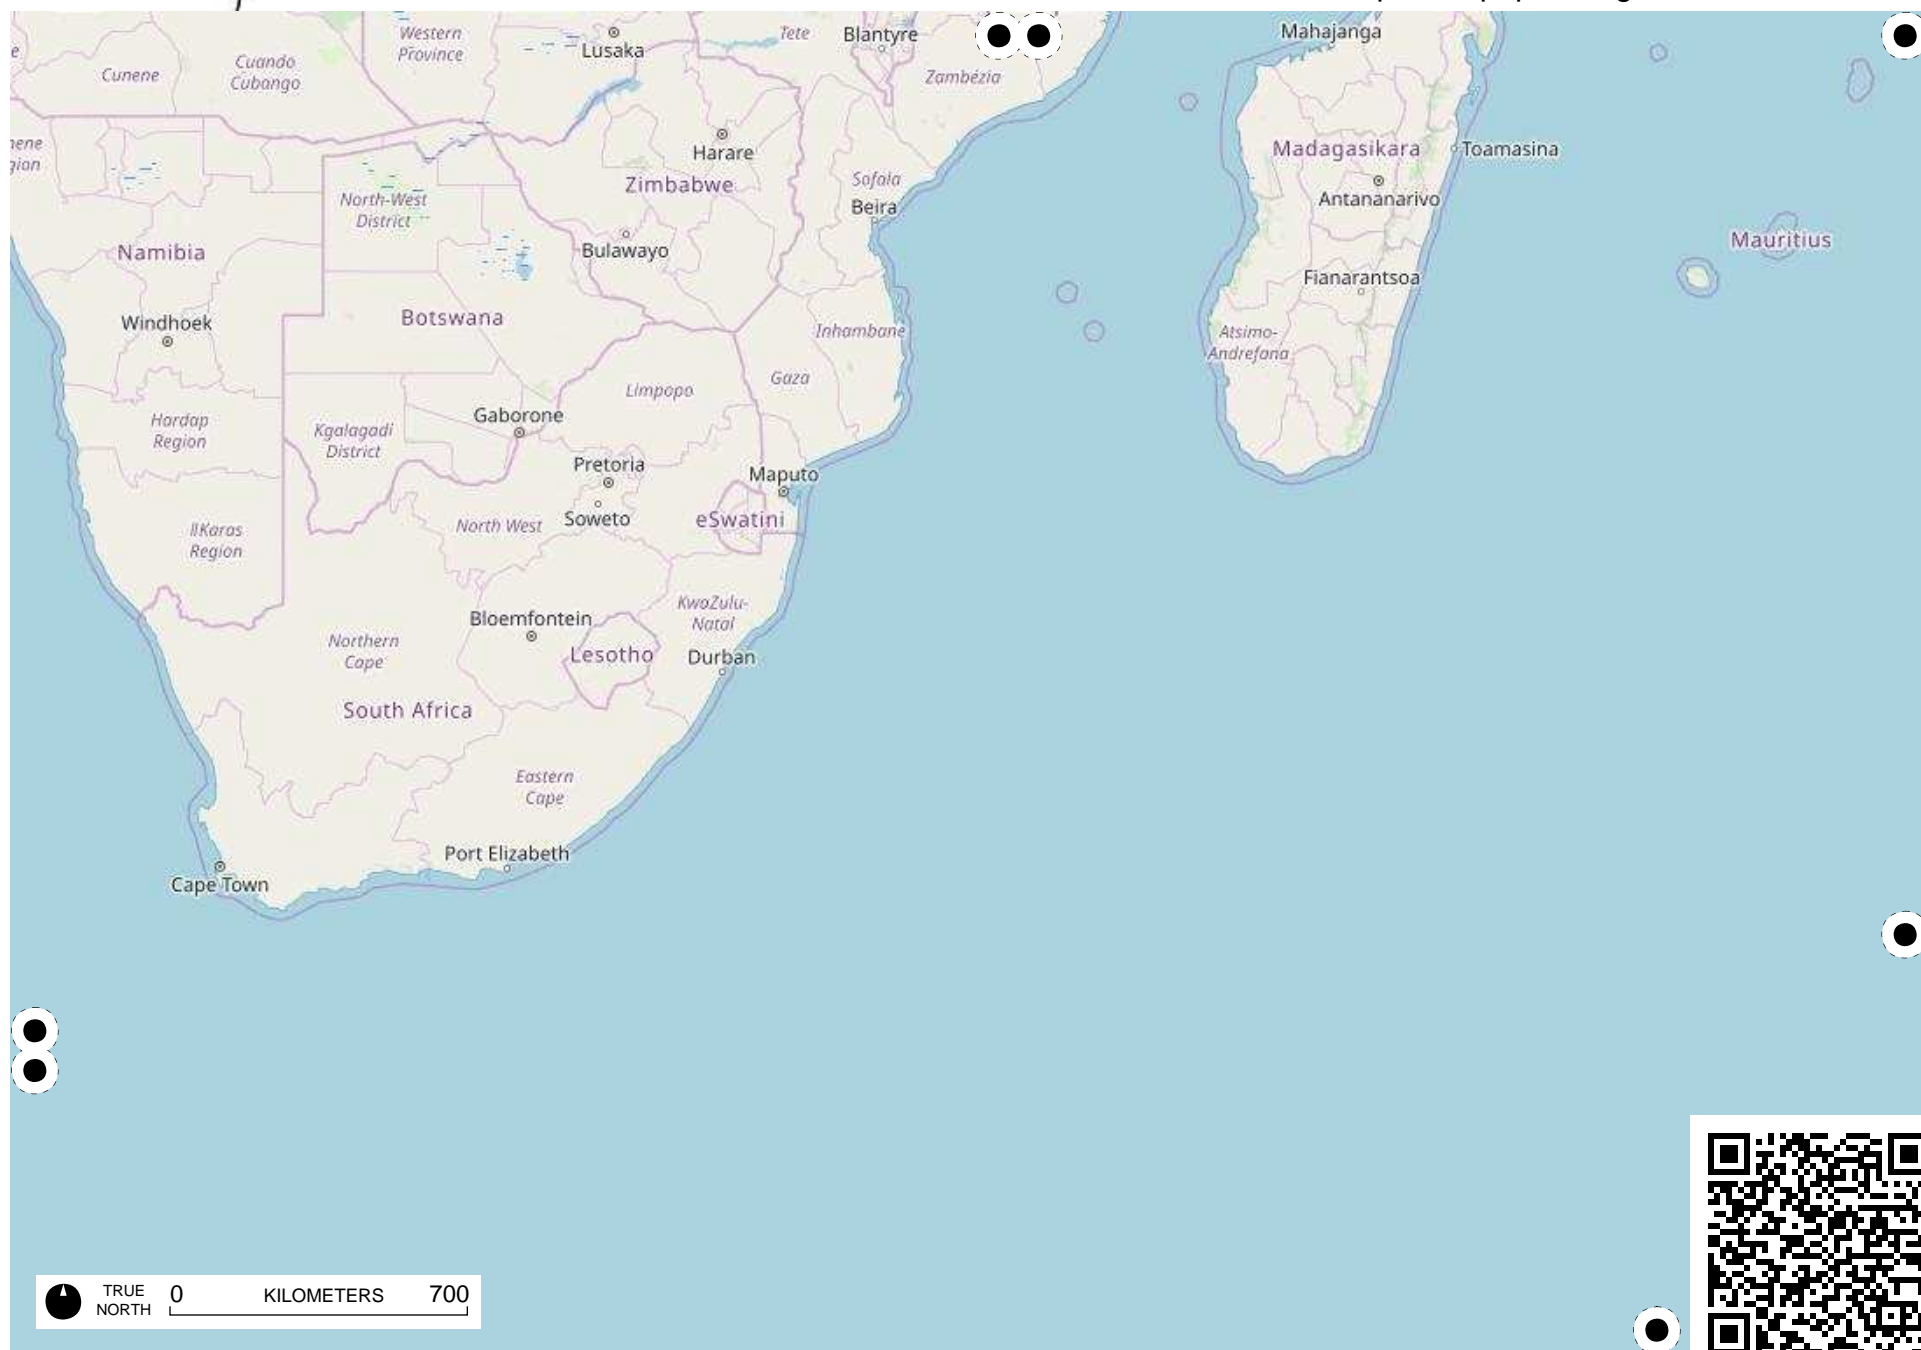 Western
Province
Lusaka
Tete
Blantyre
Mahajanga
Cunene
Cuando
Cubango
Zambézia
Harare
Madagasikara
Toamasina
Zimbabwe
Sofala
Antananarivo
North-West
District
Beira
Namibia
Bulawayo
Mauritius
Fianarantsoa
Windhoek
Botswana
Inhambane
Atsimo-
Andrefana
Limpopo
Gaza
Hardap
Region
Kgalagadi
District
Gaborone
Pretoria
Maputo
ǁKaras
Region
North West
Soweto
eSwatini
Bloemfontein
KwaZulu-
Natal
Northern
Cape
Lesotho
Durban
South Africa
Eastern
Cape
Port Elizabeth
Cape Town
TRUE
NORTH
0 KILOMETERS 700